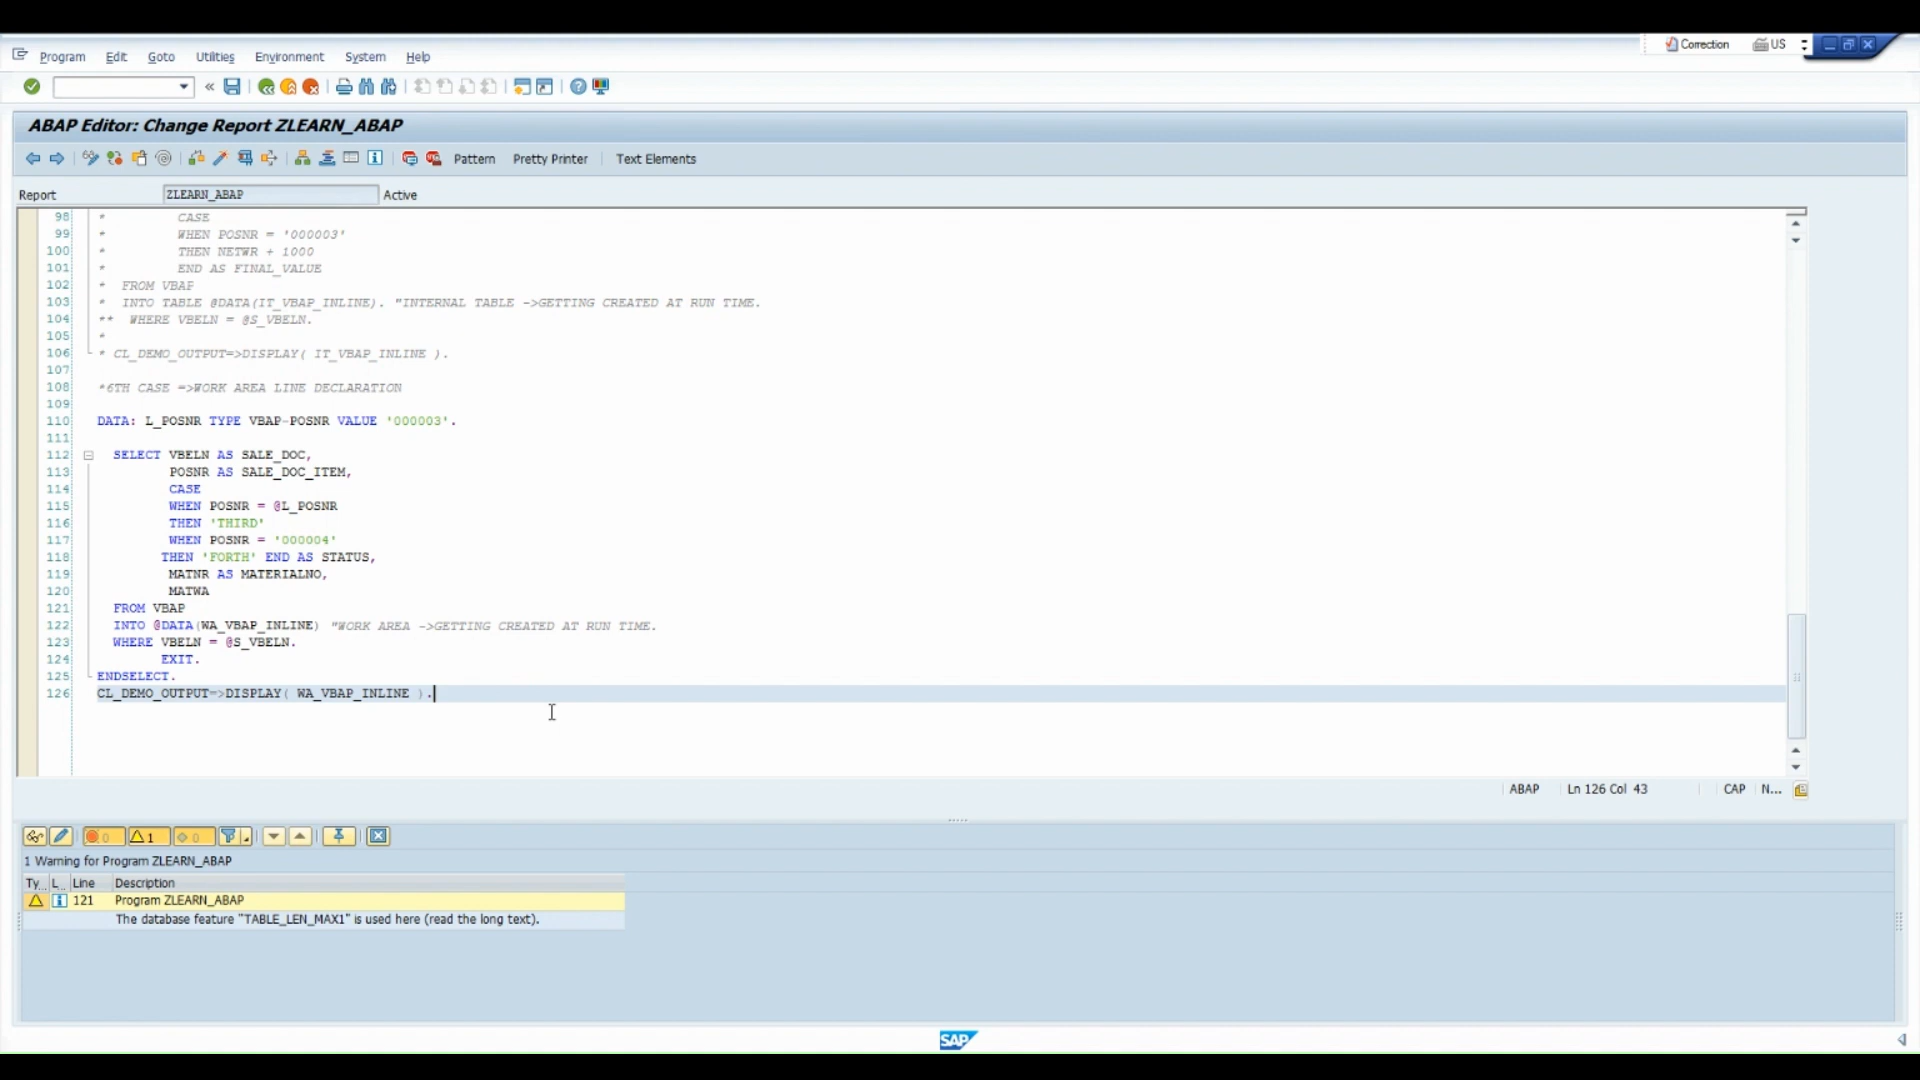 Correction US
Program Edit Goto Utilities Environment System Help
ABAP Editor: Change Report ZLEARN_ABAP
Pattern Pretty Printer Text Elements
Report ZLEARN_ABAP Active
98 * CASE
99 * WHEN POSNR = '000003'
100 * THEN NETWR + 1000
101 * END AS FINAL_VALUE
102 * FROM VBAP
103 * INTO TABLE @DATA(IT_VBAP_INLINE). "INTERNAL TABLE ->GETTING CREATED AT RUN TIME.
104 ** WHERE VBELN = @S_VBELN.
105 *
106 * CL_DEMO_OUTPUT=>DISPLAY( IT_VBAP_INLINE ).
107
108 *6TH CASE =>WORK AREA LINE DECLARATION
109
110 DATA: L_POSNR TYPE VBAP-POSNR VALUE '000003'.
111
112 SELECT VBELN AS SALE_DOC,
113 POSNR AS SALE_DOC_ITEM,
114 CASE
115 WHEN POSNR = @L_POSNR
116 THEN 'THIRD'
117 WHEN POSNR = '000004'
118 THEN 'FORTH' END AS STATUS,
119 MATNR AS MATERIALNO,
120 MATWA
121 FROM VBAP
122 INTO @DATA(WA_VBAP_INLINE) "WORK AREA ->GETTING CREATED AT RUN TIME.
123 WHERE VBELN = @S_VBELN.
124 EXIT.
125 ENDSELECT.
126 CL_DEMO_OUTPUT=>DISPLAY( WA_VBAP_INLINE ).
ABAP Ln 126 Col 43 CAP N...
0 1 0
1 Warning for Program ZLEARN_ABAP
Ty.. L.. Line Description
121 Program ZLEARN_ABAP
The database feature "TABLE_LEN_MAX1" is used here (read the long text).
SAP